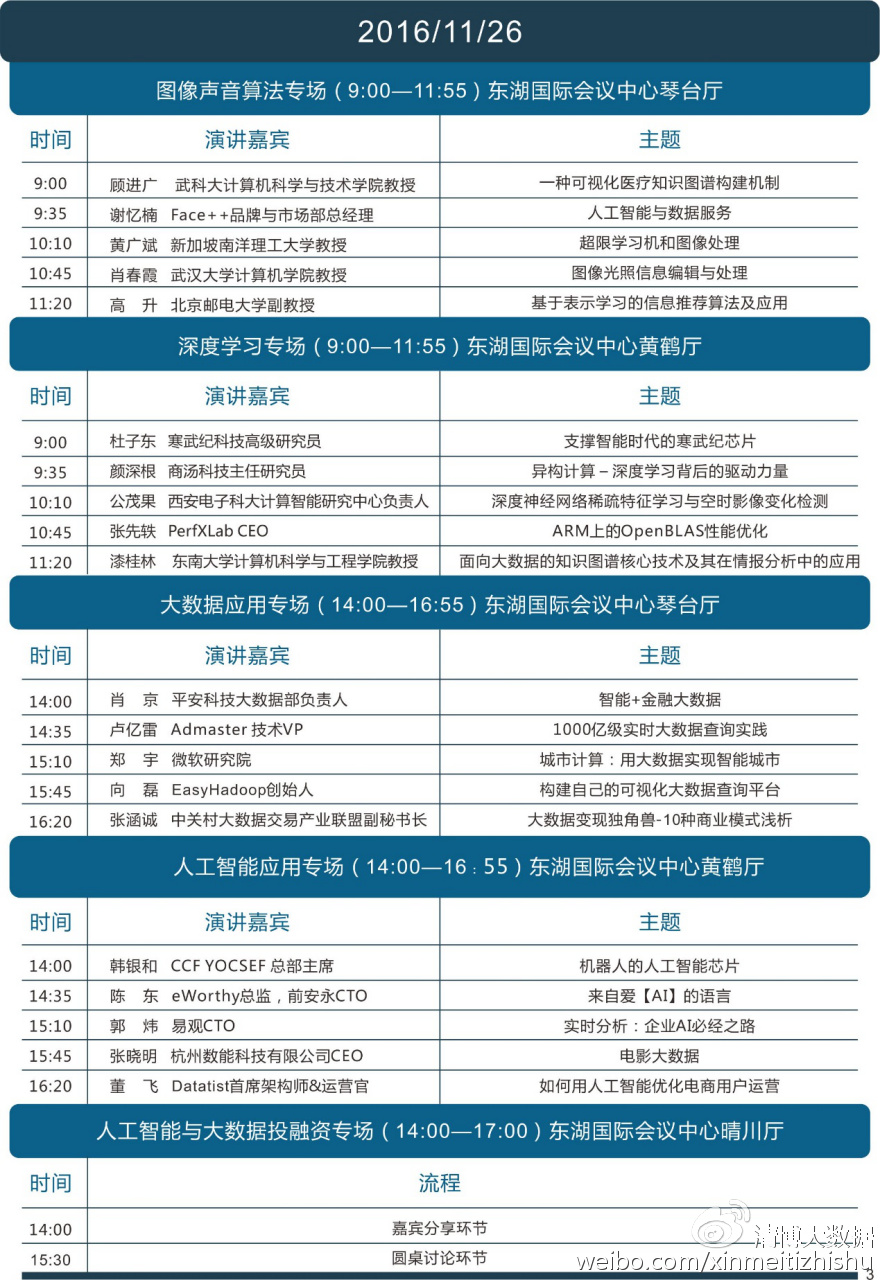 2016/11/26
图像声音算法专场（9:00—11:55）东湖国际会议中心琴台厅
时间 演讲嘉宾 主题
9:00 顾进广 武科大计算机科学与技术学院教授 一种可视化医疗知识图谱构建机制
9:35 谢忆楠 Face++品牌与市场部总经理 人工智能与数据服务
10:10 黄广斌 新加坡南洋理工大学教授 超限学习机和图像处理
10:45 肖春霞 武汉大学计算机学院教授 图像光照信息编辑与处理
11:20 高 升 北京邮电大学副教授 基于表示学习的信息推荐算法及应用
深度学习专场（9:00—11:55）东湖国际会议中心黄鹤厅
时间 演讲嘉宾 主题
9:00 杜子东 寒武纪科技高级研究员 支撑智能时代的寒武纪芯片
9:35 颜深根 商汤科技主任研究员 异构计算–深度学习背后的驱动力量
10:10 公茂果 西安电子科大计算智能研究中心负责人 深度神经网络稀疏特征学习与空时影像变化检测
10:45 张先轶 PerfXLab CEO ARM上的OpenBLAS性能优化
11:20 漆桂林 东南大学计算机科学与工程学院教授 面向大数据的知识图谱核心技术及其在情报分析中的应用
大数据应用专场（14:00—16:55）东湖国际会议中心琴台厅
时间 演讲嘉宾 主题
14:00 肖 京 平安科技大数据部负责人 智能+金融大数据
14:35 卢亿雷 Admaster 技术VP 1000亿级实时大数据查询实践
15:10 郑 宇 微软研究院 城市计算：用大数据实现智能城市
15:45 向 磊 EasyHadoop创始人 构建自己的可视化大数据查询平台
16:20 张涵诚 中关村大数据交易产业联盟副秘书长 大数据变现独角兽-10种商业模式浅析
人工智能应用专场（14:00—16：55）东湖国际会议中心黄鹤厅
时间 演讲嘉宾 主题
14:00 韩银和 CCF YOCSEF 总部主席 机器人的人工智能芯片
14:35 陈 东 eWorthy总监，前安永CTO 来自爱【AI】的语言
15:10 郭 炜 易观CTO 实时分析：企业AI必经之路
15:45 张晓明 杭州数能科技有限公司CEO 电影大数据
16:20 董 飞 Datatist首席架构师&运营官 如何用人工智能优化电商用户运营
人工智能与大数据投融资专场（14:00—17:00）东湖国际会议中心晴川厅
时间 流程
14:00 嘉宾分享环节
15:30 圆桌讨论环节
清博大数据
weibo.com/xinmeitizhishu
3